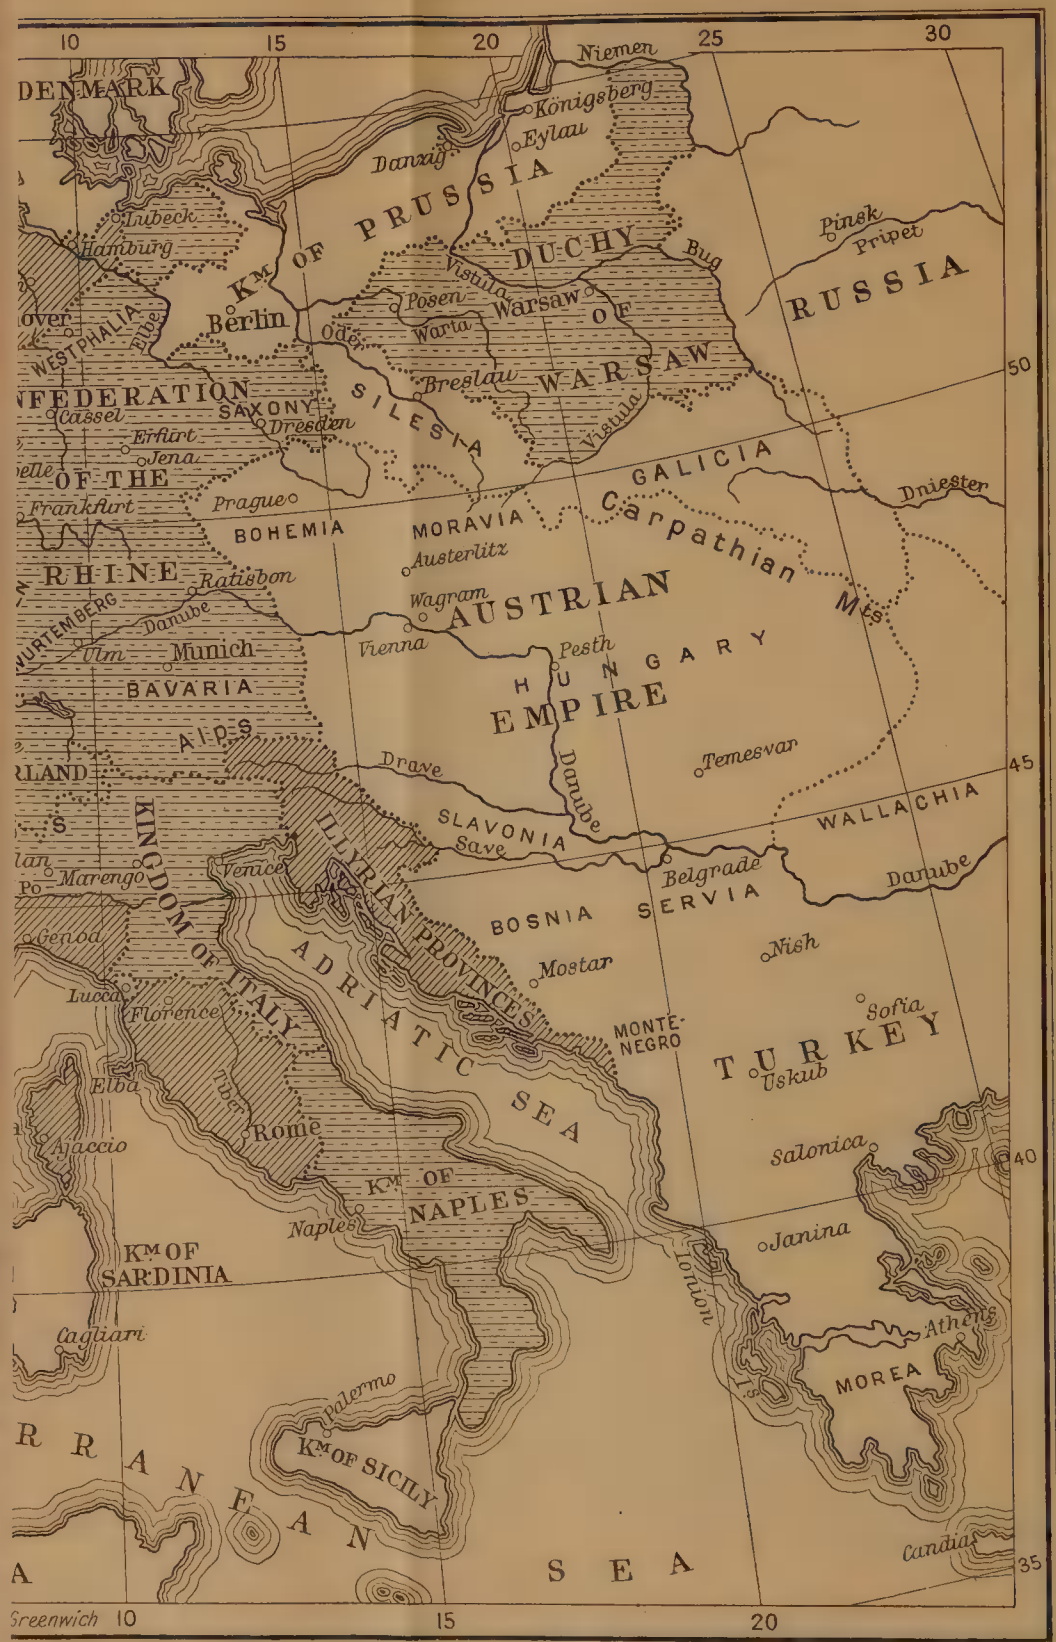 10 15 20 25 30
Niemen
DENMARK
Königsberg
Eylau
Danzig
PRUSSIA
Lubeck
Hamburg
KM OF
DUCHY
Bug
Pinsk
Pripet
RUSSIA
Vistula
Posen
Warsaw
OF
over
WESTPHALIA
Elbe
Berlin
Oder
Warta
WARSAW
50
NFEDERATION
Cassel
SAXONY
Dresden
Breslau
SILESIA
Vistula
Erfurt
Jena
elle
OF THE
Frankfurt
Prague
GALICIA
Dniester
BOHEMIA
MORAVIA
Carpathian Mts
Austerlitz
RHINE
Ratisbon
Wagram
AUSTRIAN
WURTEMBERG
Danube
Ulm
Munich
Vienna
Pesth
HUNGARY
BAVARIA
EMPIRE
Alps
Drave
Danube
Temesvar
45
RLAND
S
KINGDOM OF ITALY
ILLYRIAN PROVINCES
SLAVONIA
Save
WALLACHIA
lan
Marengo
Po
Venice
Belgrade
Danube
BOSNIA
SERVIA
Genoa
ADRIATIC SEA
Mostar
Nish
Lucca
Florence
Sofia
MONTE-
NEGRO
TURKEY
Uskub
Elba
Tiber
Ajaccio
Rome
Salonica
40
KM OF
NAPLES
Naples
Janina
KM OF
SARDINIA
Ionion Is.
Cagliari
Athens
MOREA
Palermo
KM OF SICILY
RRANEAN
SEA
Candia
35
A
Greenwich 10 15 20